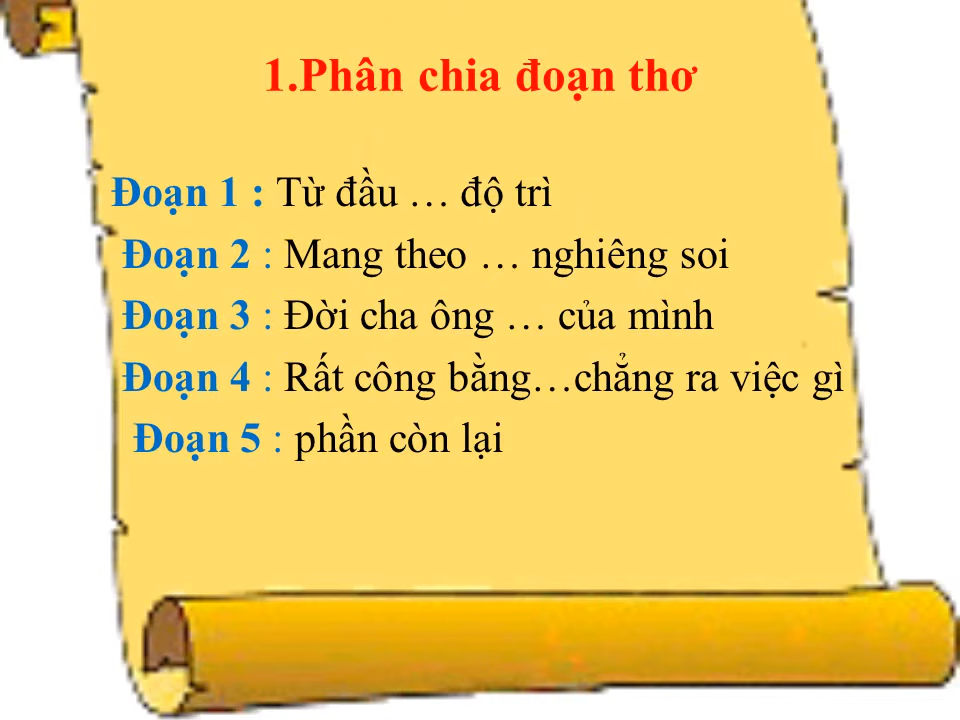 1.Phân chia đoạn thơ
Đoạn 1 : Từ đầu … độ trì
Đoạn 2 : Mang theo … nghiêng soi
Đoạn 3 : Đời cha ông … của mình
Đoạn 4 : Rất công bằng…chẳng ra việc gì
Đoạn 5 : phần còn lại